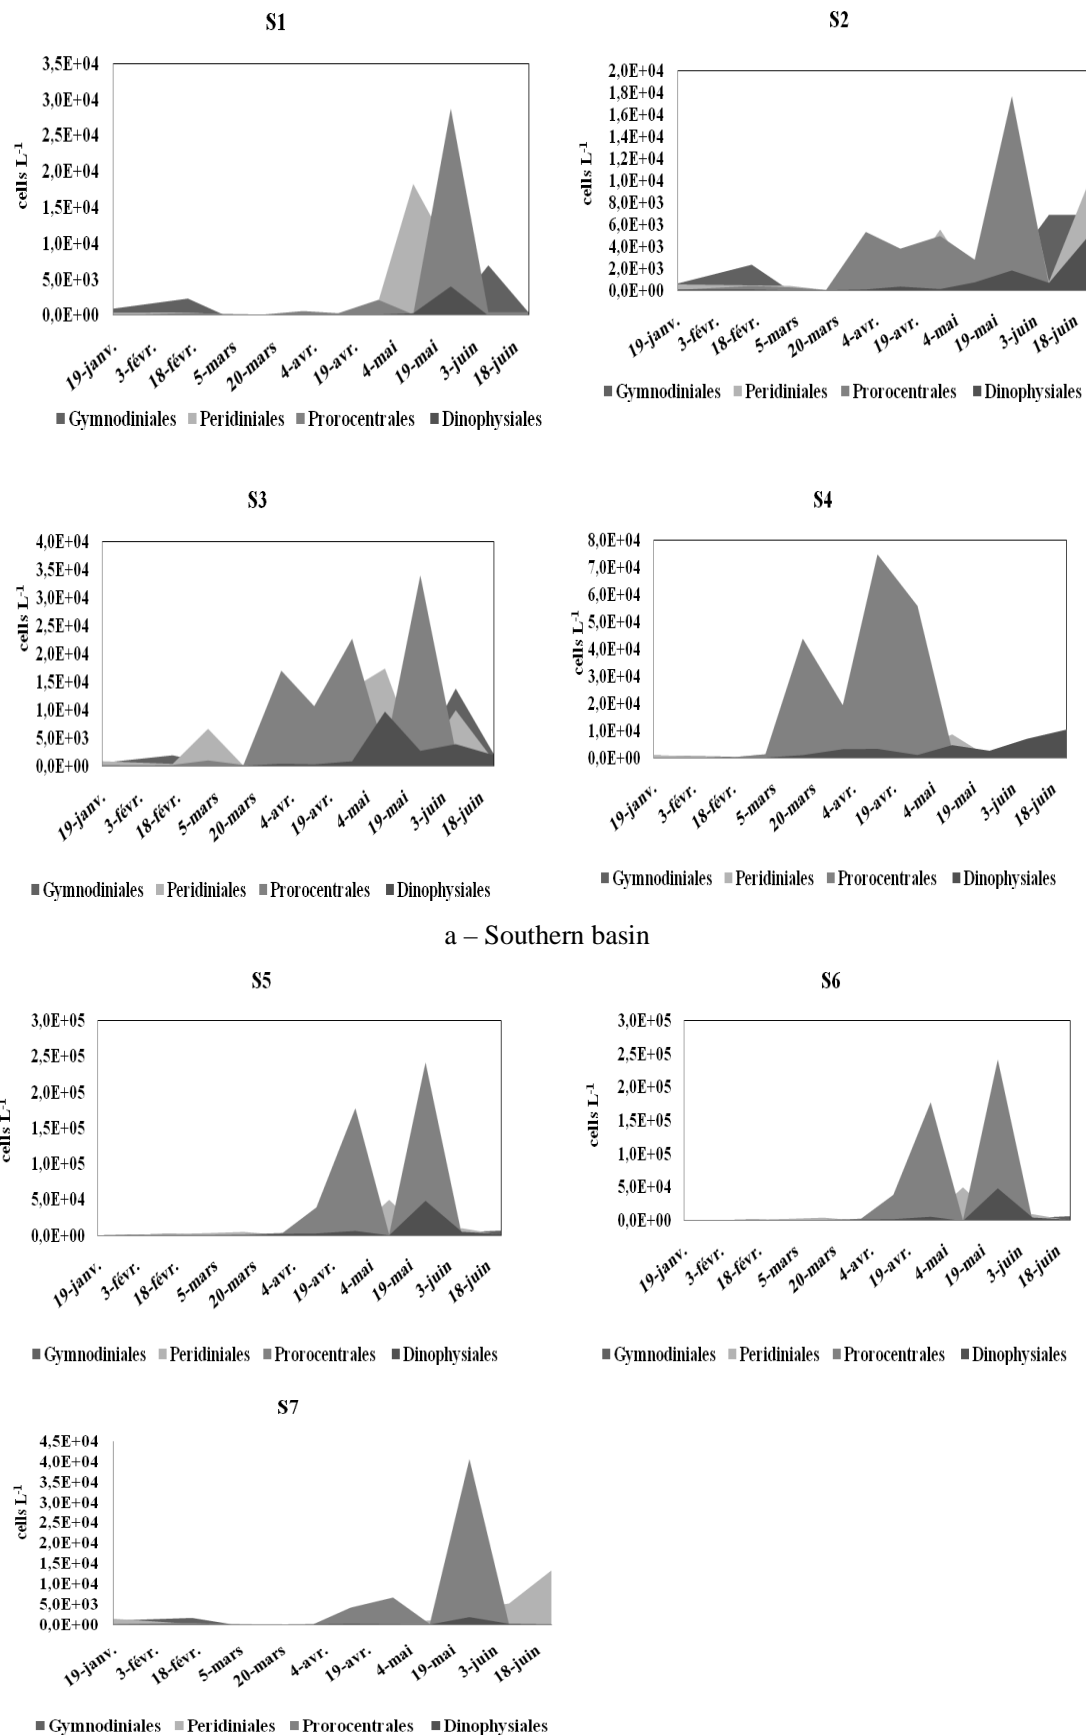 S1
3,5E+04
3,0E+04
2,5E+04
2,0E+04
1,5E+04
1,0E+04
5,0E+03
0,0E+00
cells L-1
19-janv. 3-févr. 18-févr. 5-mars 20-mars 4-avr. 19-avr. 4-mai 19-mai 3-juin 18-juin
Gymnodiniales Peridiniales Prorocentrales Dinophysiales
S2
2,0E+04
1,8E+04
1,6E+04
1,4E+04
1,2E+04
1,0E+04
8,0E+03
6,0E+03
4,0E+03
2,0E+03
0,0E+00
cells L-1
19-janv. 3-févr. 18-févr. 5-mars 20-mars 4-avr. 19-avr. 4-mai 19-mai 3-juin 18-juin
Gymnodiniales Peridiniales Prorocentrales Dinophysiales
S3
4,0E+04
3,5E+04
3,0E+04
2,5E+04
2,0E+04
1,5E+04
1,0E+04
5,0E+03
0,0E+00
cells L-1
19-janv. 3-févr. 18-févr. 5-mars 20-mars 4-avr. 19-avr. 4-mai 19-mai 3-juin 18-juin
Gymnodiniales Peridiniales Prorocentrales Dinophysiales
S4
8,0E+04
7,0E+04
6,0E+04
5,0E+04
4,0E+04
3,0E+04
2,0E+04
1,0E+04
0,0E+00
cells L-1
19-janv. 3-févr. 18-févr. 5-mars 20-mars 4-avr. 19-avr. 4-mai 19-mai 3-juin 18-juin
Gymnodiniales Peridiniales Prorocentrales Dinophysiales
a – Southern basin
S5
3,0E+05
2,5E+05
2,0E+05
1,5E+05
1,0E+05
5,0E+04
0,0E+00
cells L-1
19-janv. 3-févr. 18-févr. 5-mars 20-mars 4-avr. 19-avr. 4-mai 19-mai 3-juin 18-juin
Gymnodiniales Peridiniales Prorocentrales Dinophysiales
S6
3,0E+05
2,5E+05
2,0E+05
1,5E+05
1,0E+05
5,0E+04
0,0E+00
cells L-1
19-janv. 3-févr. 18-févr. 5-mars 20-mars 4-avr. 19-avr. 4-mai 19-mai 3-juin 18-juin
Gymnodiniales Peridiniales Prorocentrales Dinophysiales
S7
4,5E+04
4,0E+04
3,5E+04
3,0E+04
2,5E+04
2,0E+04
1,5E+04
1,0E+04
5,0E+03
0,0E+00
cells L-1
19-janv. 3-févr. 18-févr. 5-mars 20-mars 4-avr. 19-avr. 4-mai 19-mai 3-juin 18-juin
Gymnodiniales Peridiniales Prorocentrales Dinophysiales